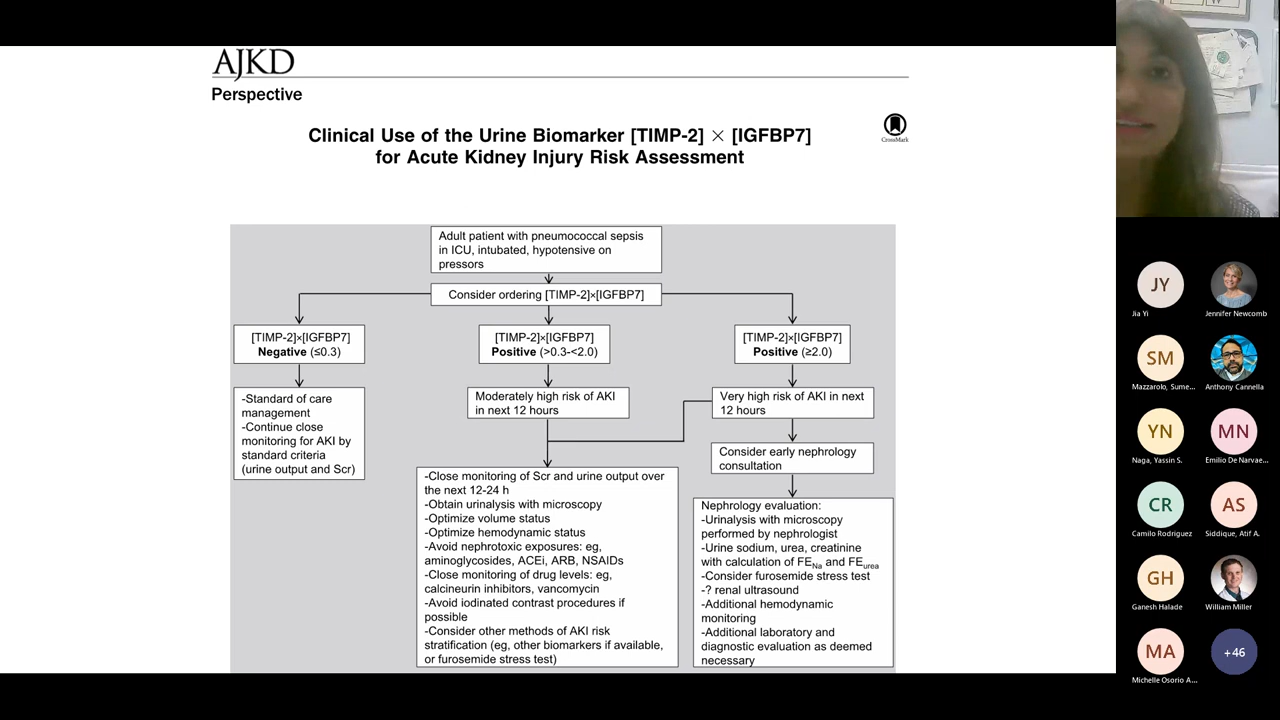 AJKD
Perspective
Clinical Use of the Urine Biomarker [TIMP-2] × [IGFBP7]
for Acute Kidney Injury Risk Assessment
CrossMark
Adult patient with pneumococcal sepsis
in ICU, intubated, hypotensive on
pressors
Consider ordering [TIMP-2]×[IGFBP7]
[TIMP-2]×[IGFBP7]
Negative (≤0.3)
[TIMP-2]×[IGFBP7]
Positive (>0.3-<2.0)
[TIMP-2]×[IGFBP7]
Positive (≥2.0)
-Standard of care
management
-Continue close
monitoring for AKI by
standard criteria
(urine output and Scr)
Moderately high risk of AKI
in next 12 hours
Very high risk of AKI in next
12 hours
Consider early nephrology
consultation
-Close monitoring of Scr and urine output over
the next 12-24 h
-Obtain urinalysis with microscopy
-Optimize volume status
-Optimize hemodynamic status
-Avoid nephrotoxic exposures: eg,
aminoglycosides, ACEi, ARB, NSAIDs
-Close monitoring of drug levels: eg,
calcineurin inhibitors, vancomycin
-Avoid iodinated contrast procedures if
possible
-Consider other methods of AKI risk
stratification (eg, other biomarkers if available,
or furosemide stress test)
Nephrology evaluation:
-Urinalysis with microscopy
performed by nephrologist
-Urine sodium, urea, creatinine
with calculation of FENa and FEurea
-Consider furosemide stress test
-? renal ultrasound
-Additional hemodynamic
monitoring
-Additional laboratory and
diagnostic evaluation as deemed
necessary
JY
Jia Yi
Jennifer Newcomb
SM
Mazzarolo, Sume...
Anthony Cannella
YN
Naga, Yassin S.
MN
Emilio De Narvae...
CR
Camilo Rodriguez
AS
Siddique, Atif A.
GH
Ganesh Halade
William Miller
MA
Michelle Osorio A...
+46